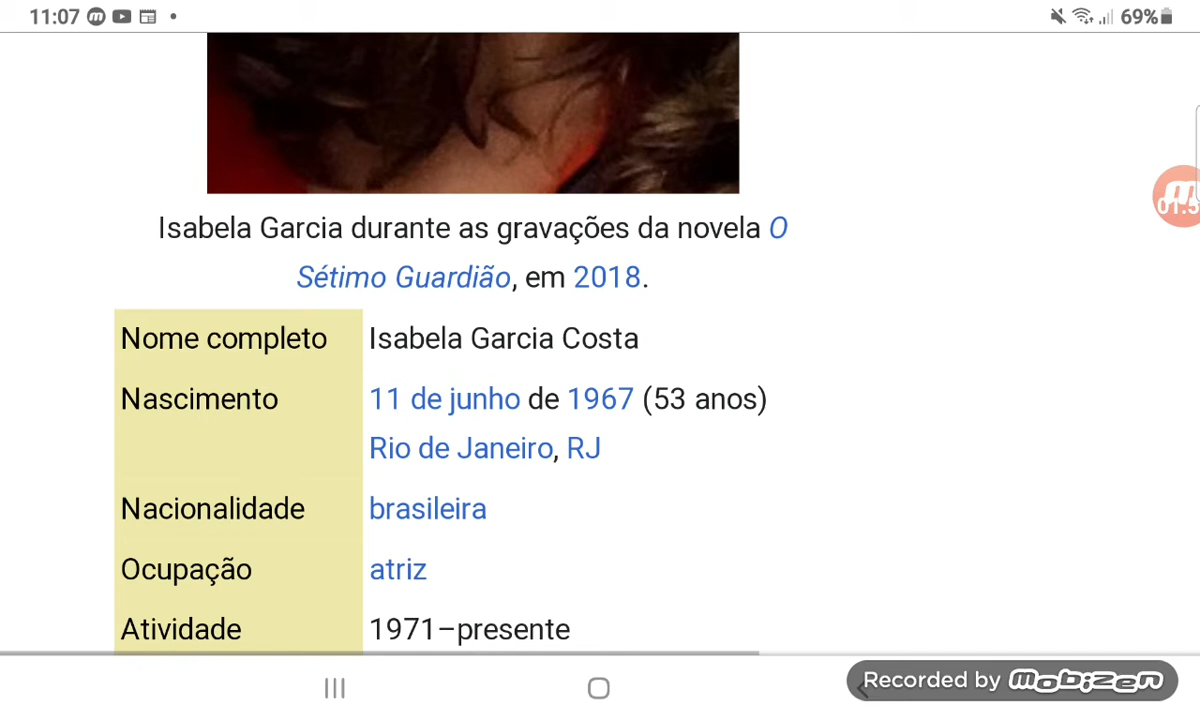 11:07 69%
Isabela Garcia durante as gravações da novela O
Sétimo Guardião, em 2018.
Nome completo Isabela Garcia Costa
Nascimento 11 de junho de 1967 (53 anos)
Rio de Janeiro, RJ
Nacionalidade brasileira
Ocupação atriz
Atividade 1971–presente
Recorded by mobizen